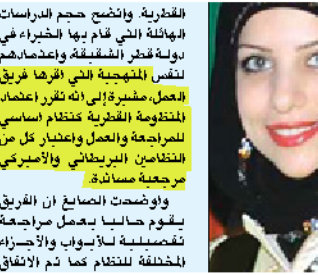 القطرية. واتضح حجم الدراسات
الهائلة التي قام بها الخبراء في
دولة قطر الشقيقة واعتمادهم
لنفس المنهجية التي اقرها فريق
العمل، مشيرة إلى انه تقرر اعتماد
المنظومة القطرية كنظام اساسي
للمراجعة والعمل واعتبار كل من
النظامين البريطاني والأميركي
مرجعية مساندة.
وأوضحت الصايغ ان الفريق
يقوم حاليا بعمل مراجعة
تفصيلية للأبواب والأجزاء
المختلفة للنظام كما تم الاتفاق